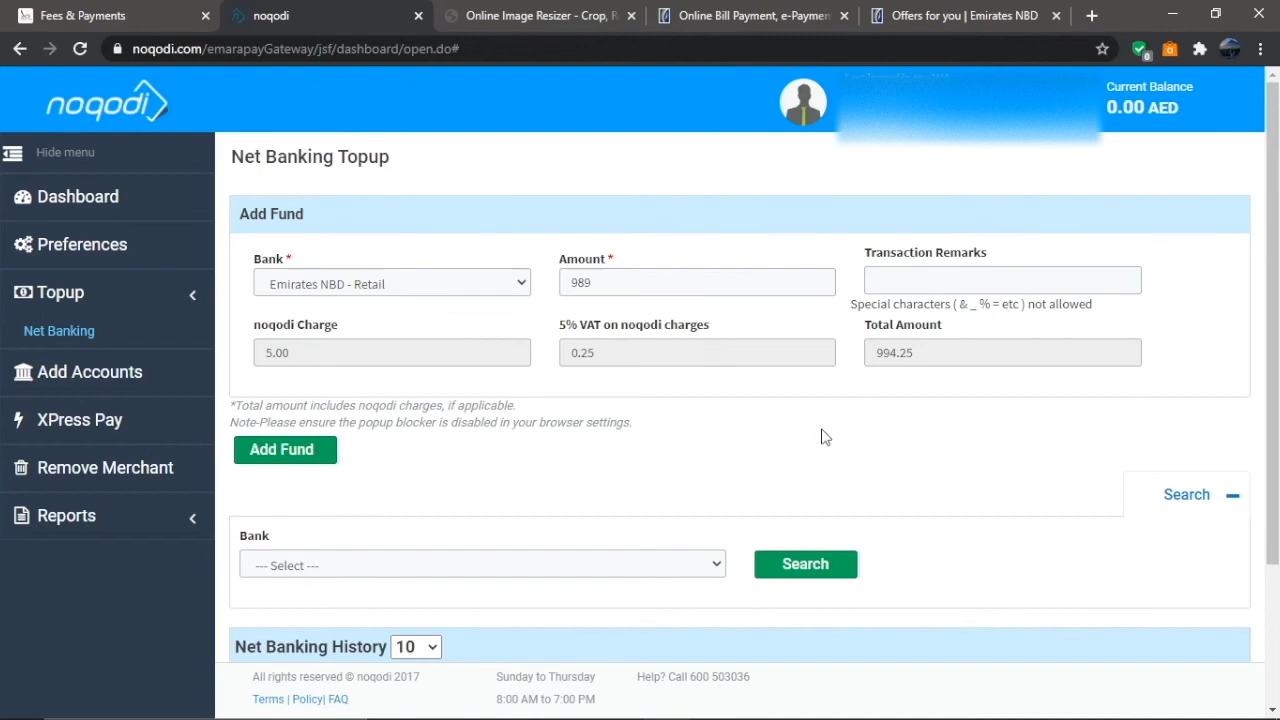 Fees & Payments
noqodi
Online Image Resizer - Crop, R
Online Bill Payment, e-Paymen
Offers for you | Emirates NBD
noqodi.com/emarapayGateway/jsf/dashboard/open.do#
0
noqodi
Current Balance
0.00 AED
Hide menu
Dashboard
Preferences
Topup
Net Banking
Add Accounts
XPress Pay
Remove Merchant
Reports
Net Banking Topup
Add Fund
Bank *
Amount *
Transaction Remarks
Emirates NBD - Retail
989
Special characters ( & _ % = etc ) not allowed
noqodi Charge
5% VAT on noqodi charges
Total Amount
5.00
0.25
994.25
*Total amount includes noqodi charges, if applicable.
Note-Please ensure the popup blocker is disabled in your browser settings.
Add Fund
Search
Bank
--- Select ---
Search
Net Banking History 10
All rights reserved © noqodi 2017
Sunday to Thursday
Help? Call 600 503036
Terms | Policy| FAQ
8:00 AM to 7:00 PM